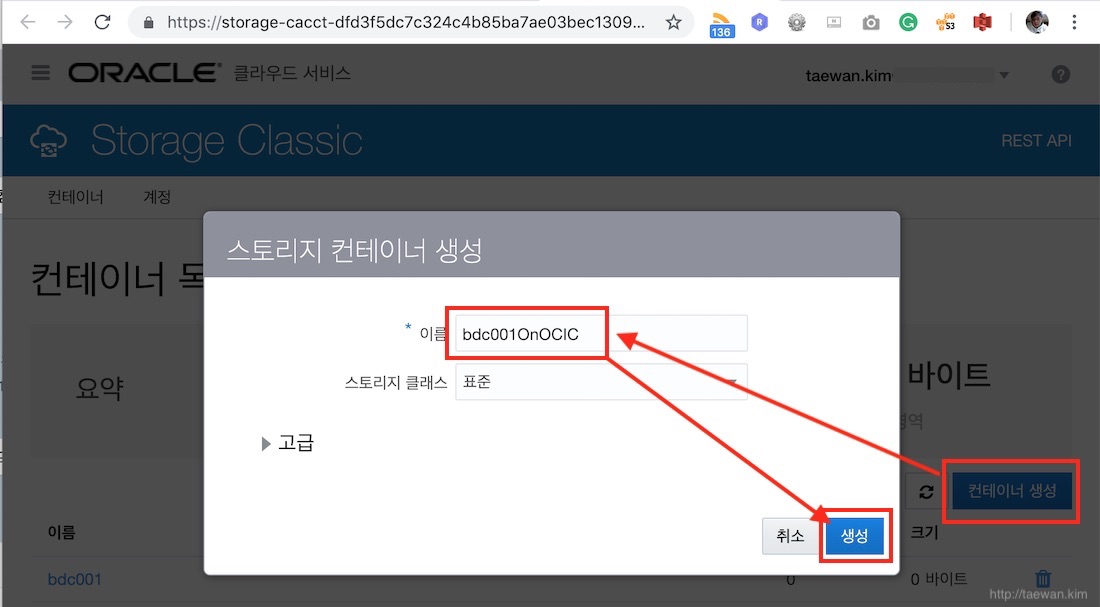 https://storage-cacct-dfd3f5dc7c324c4b85ba7ae03bec1309...
136
R
G
S3
ORACLE 클라우드 서비스
taewan.kim
?
Storage Classic
REST API
컨테이너 계정
스토리지 컨테이너 생성
컨테이너
* 이름 bdc001OnOCIC
스토리지 클래스 표준
요약
바이트
고급
컨테이너 생성
취소 생성
이름
크기
bdc001
0
0 바이트
http://taewan.kim